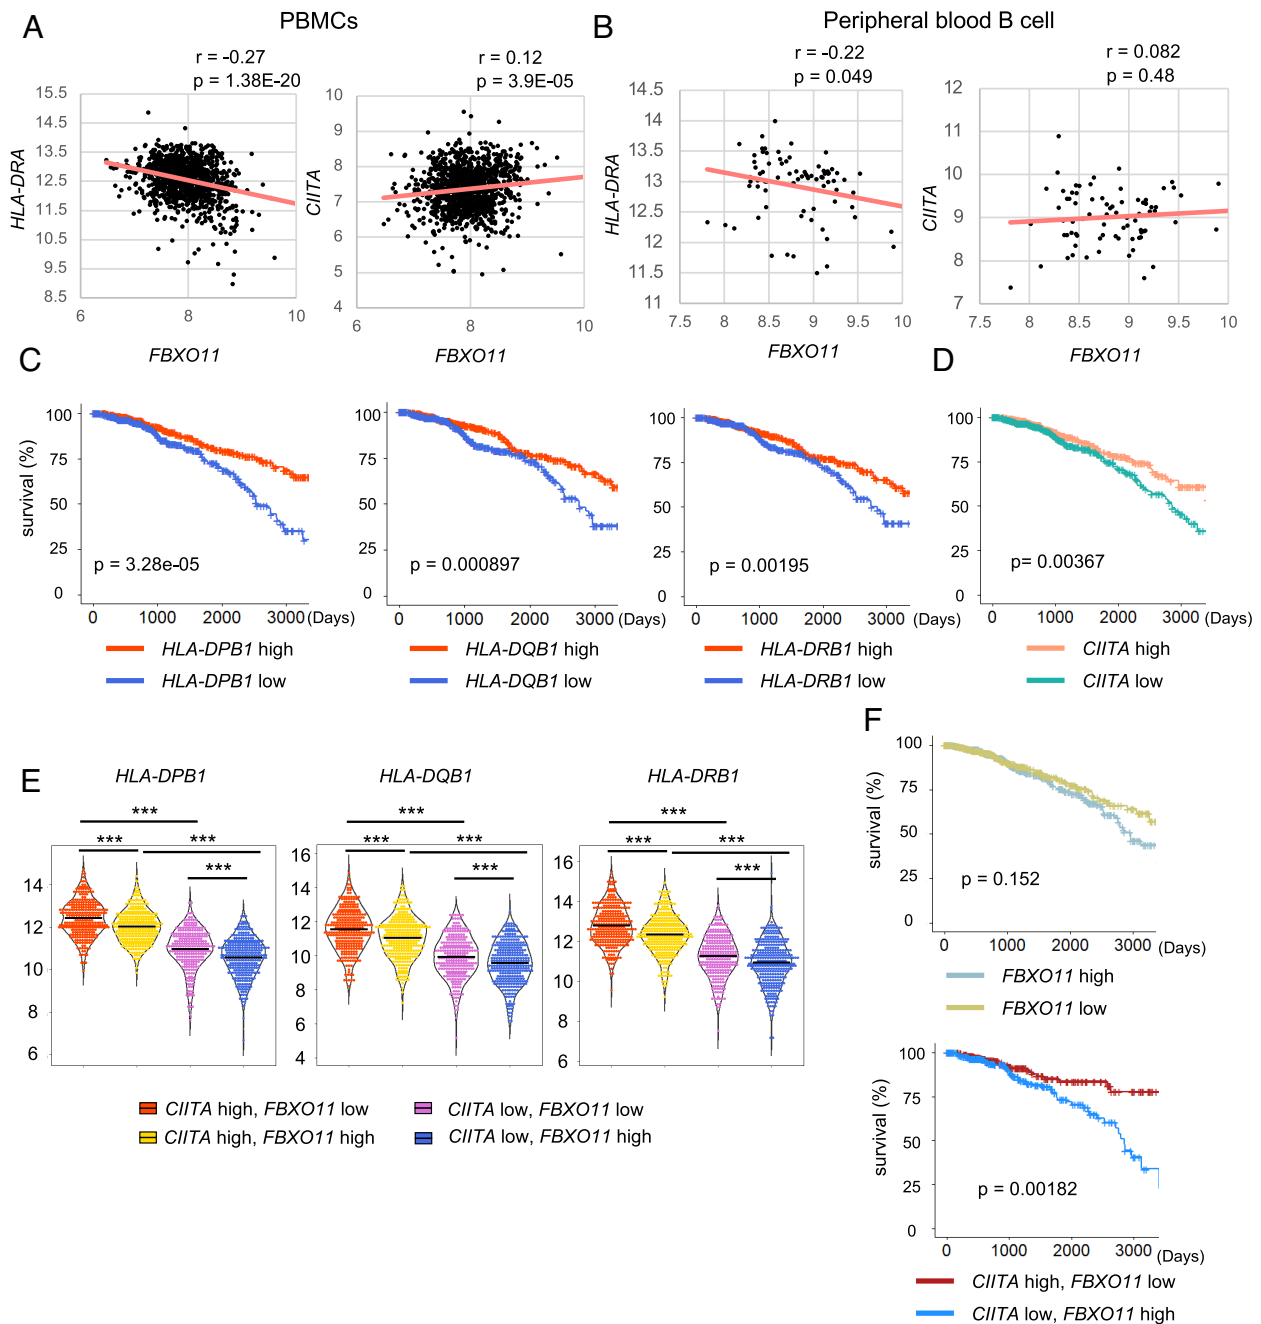 A
PBMCs
B
Peripheral blood B cell
r = -0.27
p = 1.38E-20
r = 0.12
p = 3.9E-05
r = -0.22
p = 0.049
r = 0.082
p = 0.48
HLA-DRA
15.5
14.5
13.5
12.5
11.5
10.5
9.5
8.5
6
8
10
FBXO11
CIITA
10
9
8
7
6
5
4
6
8
10
FBXO11
HLA-DRA
14.5
14
13.5
13
12.5
12
11.5
11
7.5
8
8.5
9
9.5
10
FBXO11
CIITA
12
11
10
9
8
7
7.5
8
8.5
9
9.5
10
FBXO11
C
survival (%)
100
75
50
25
0
p = 3.28e-05
0 1000 2000 3000 (Days)
HLA-DPB1 high
HLA-DPB1 low
100
75
50
25
0
p = 0.000897
0 1000 2000 3000 (Days)
HLA-DQB1 high
HLA-DQB1 low
100
75
50
25
0
p = 0.00195
0 1000 2000 3000 (Days)
HLA-DRB1 high
HLA-DRB1 low
D
100
75
50
25
0
p= 0.00367
0 1000 2000 3000 (Days)
CIITA high
CIITA low
E
HLA-DPB1
***
*** ***
***
14
12
10
8
6
HLA-DQB1
***
*** ***
***
16
14
12
10
8
6
4
HLA-DRB1
***
*** ***
***
16
14
12
10
8
6
CIITA high, FBXO11 low
CIITA high, FBXO11 high
CIITA low, FBXO11 low
CIITA low, FBXO11 high
F
survival (%)
100
75
50
25
0
p = 0.152
0 1000 2000 3000 (Days)
FBXO11 high
FBXO11 low
survival (%)
100
75
50
25
0
p = 0.00182
0 1000 2000 3000 (Days)
CIITA high, FBXO11 low
CIITA low, FBXO11 high